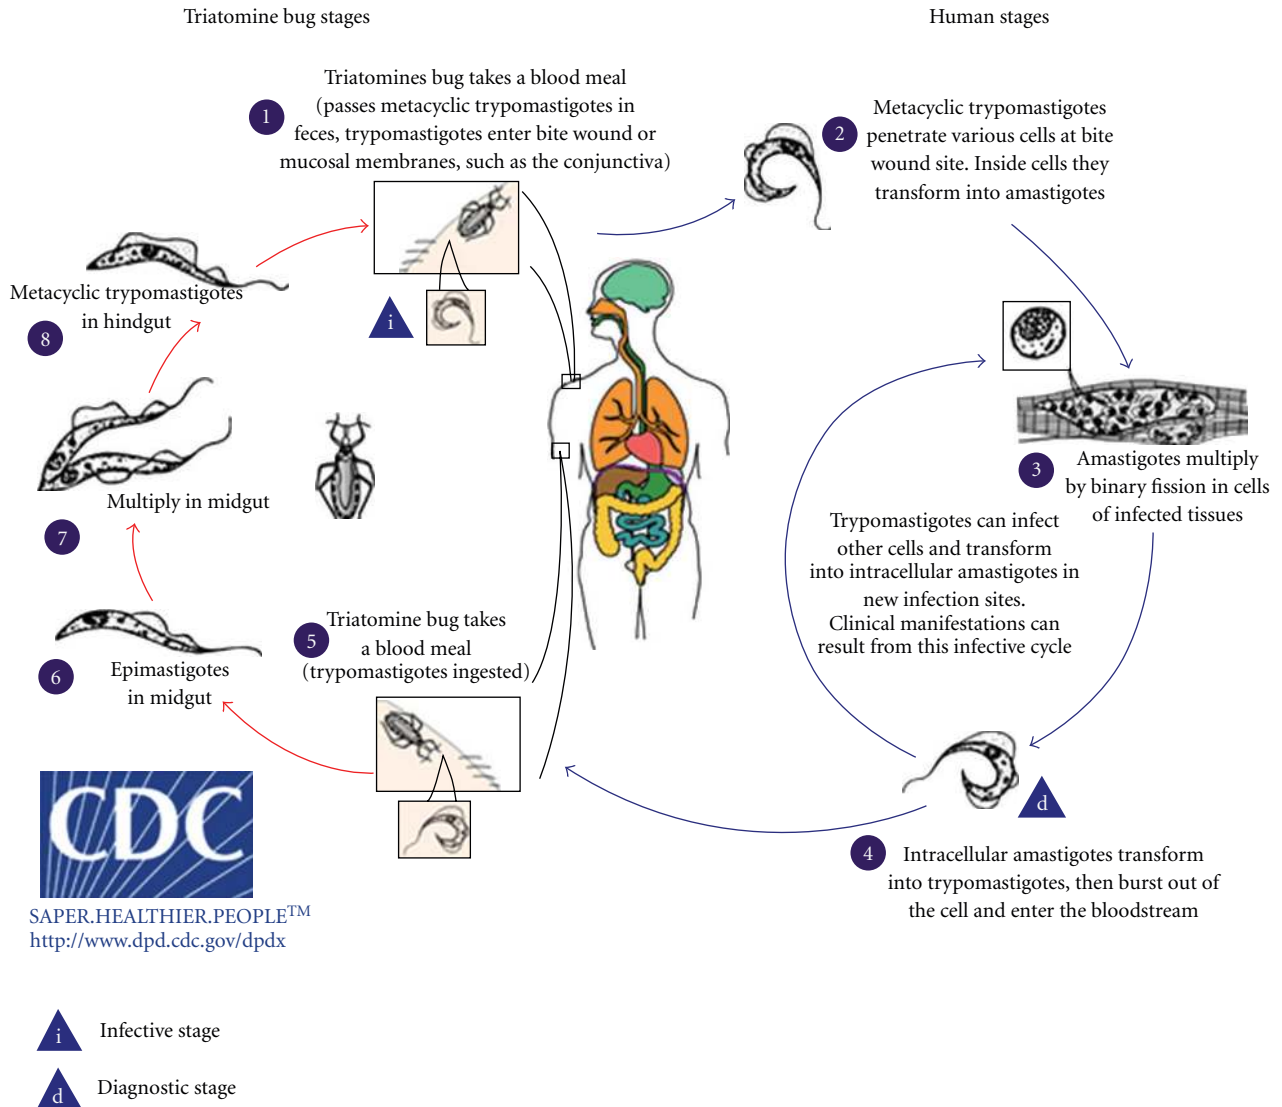 Triatomine bug stages
Human stages
1
Triatomines bug takes a blood meal
(passes metacyclic trypomastigotes in
feces, trypomastigotes enter bite wound or
mucosal membranes, such as the conjunctiva)
2
Metacyclic trypomastigotes
penetrate various cells at bite
wound site. Inside cells they
transform into amastigotes
i
Metacyclic trypomastigotes
in hindgut
8
3
Amastigotes multiply
by binary fission in cells
of infected tissues
Multiply in midgut
7
Trypomastigotes can infect
other cells and transform
into intracellular amastigotes in
new infection sites.
Clinical manifestations can
result from this infective cycle
5
Triatomine bug takes
a blood meal
(trypomastigotes ingested)
6
Epimastigotes
in midgut
d
4
Intracellular amastigotes transform
into trypomastigotes, then burst out of
the cell and enter the bloodstream
CDC
SAPER.HEALTHIER.PEOPLE™
http://www.dpd.cdc.gov/dpdx
i Infective stage
d Diagnostic stage